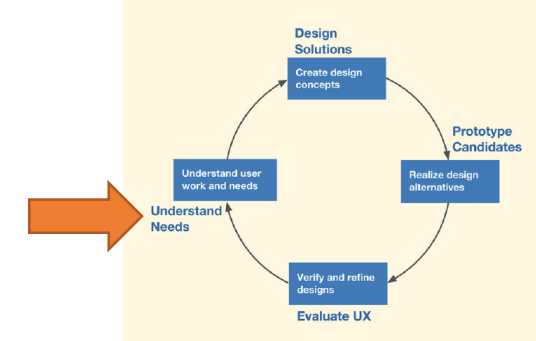 Design
Solutions
Create design
concepts
Prototype
Candidates
Realize design
alternatives
Understand user
work and needs
Understand
Needs
Verify and refine
designs
Evaluate UX